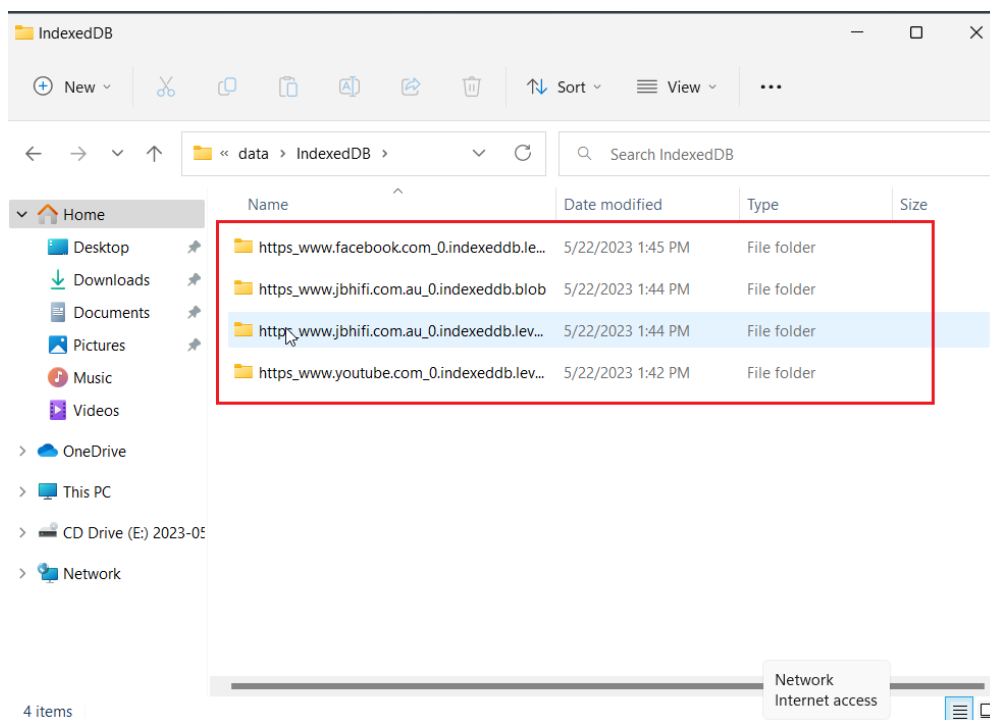 IndexedDB
New
Sort
View
« data > IndexedDB >
Search IndexedDB
Name
Date modified
Type
Size
Home
Desktop
Downloads
Documents
Pictures
Music
Videos
OneDrive
This PC
CD Drive (E:) 2023-05
Network
https_www.facebook.com_0.indexeddb.le... 5/22/2023 1:45 PM File folder
https_www.jbhifi.com.au_0.indexeddb.blob 5/22/2023 1:44 PM File folder
https_www.jbhifi.com.au_0.indexeddb.lev... 5/22/2023 1:44 PM File folder
https_www.youtube.com_0.indexeddb.lev... 5/22/2023 1:42 PM File folder
Network
Internet access
4 items